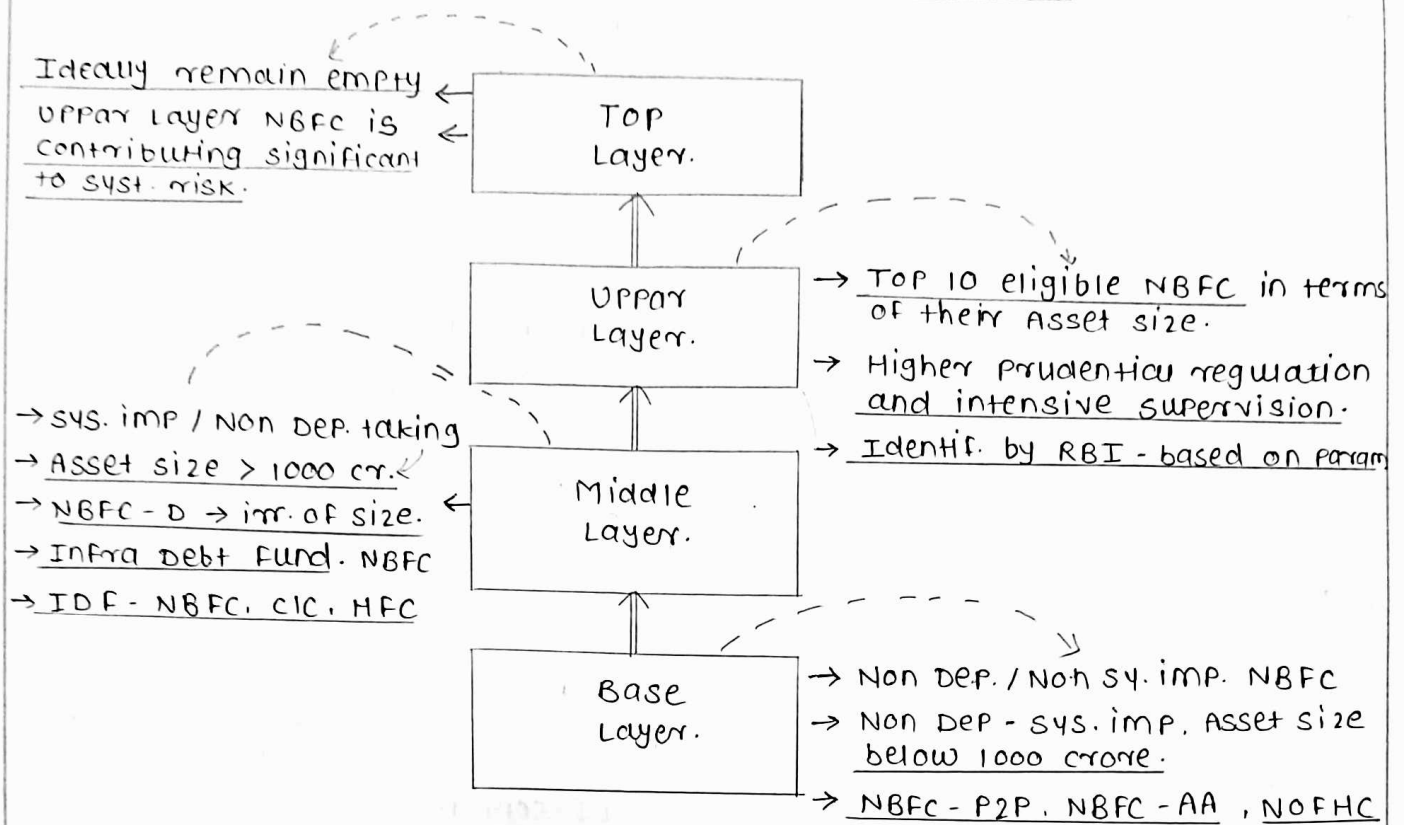 Ideally remain empty
Uppar Layer NBFC is
contributing significant
to syst. risk.
Top
Layer.
Uppar
Layer.
→ Top 10 eligible NBFC in terms
of their Asset size.
→ Higher prudential regulation
and intensive supervision.
→ Identif. by RBI - based on param
→ sys. imp / Non Dep. taking
→ Asset size > 1000 cr.
→ NBFC - D → irr. of size.
→ Infra Debt Fund. NBFC
→ IDF - NBFC, CIC, HFC
Middle
Layer.
Base
Layer.
→ Non Dep. / Non sy. imp. NBFC
→ Non Dep - sys. imp. Asset size
below 1000 crore.
→ NBFC - P2P, NBFC - AA, NOFHC